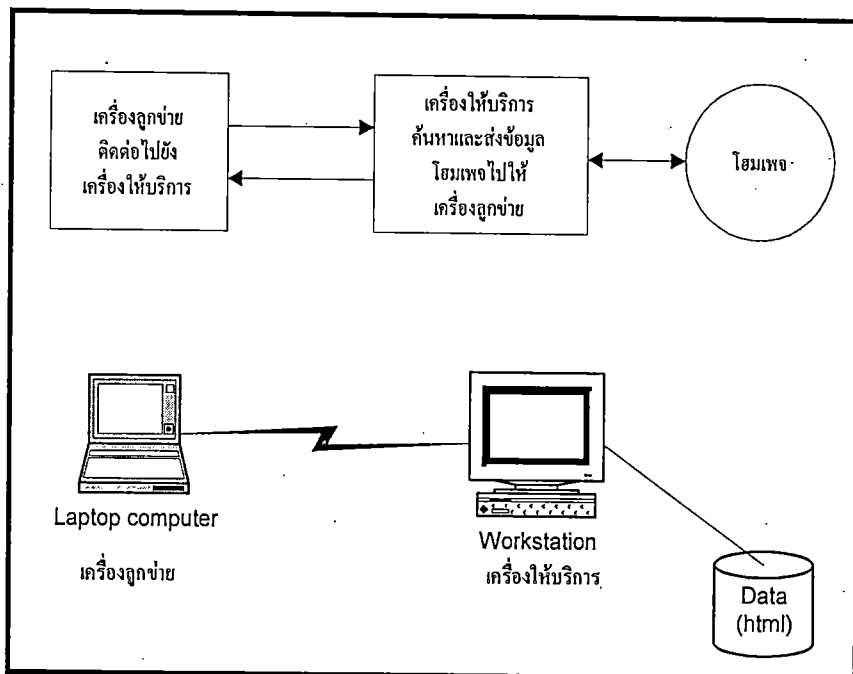 เครื่องลูกข่าย
ติดต่อไปยัง
เครื่องให้บริการ
เครื่องให้บริการ
ค้นหาและส่งข้อมูล
โฮมเพจไปให้
เครื่องลูกข่าย
โฮมเพจ
Laptop computer
เครื่องลูกข่าย
Workstation
เครื่องให้บริการ
Data
(html)